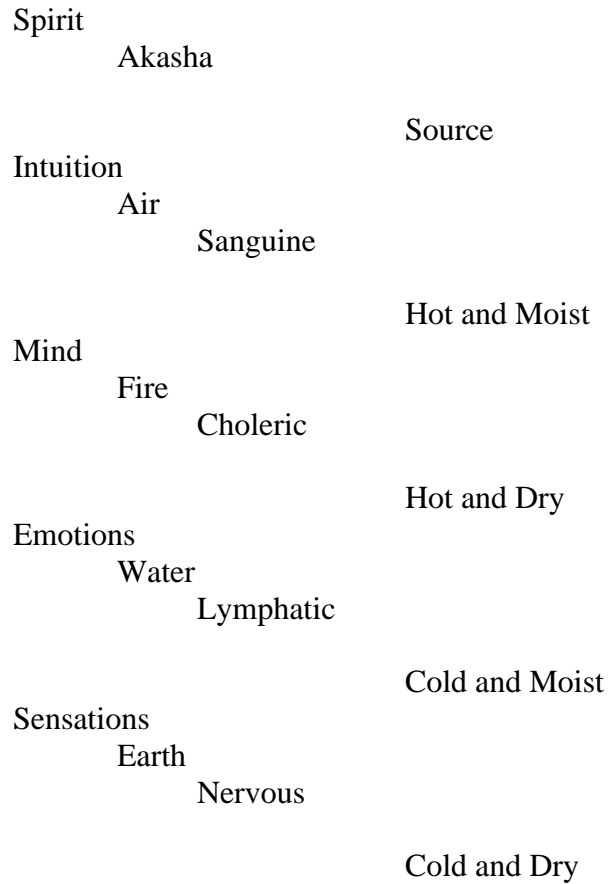 Spirit
Akasha
Source
Intuition
Air
Sanguine
Hot and Moist
Mind
Fire
Choleric
Hot and Dry
Emotions
Water
Lymphatic
Cold and Moist
Sensations
Earth
Nervous
Cold and Dry